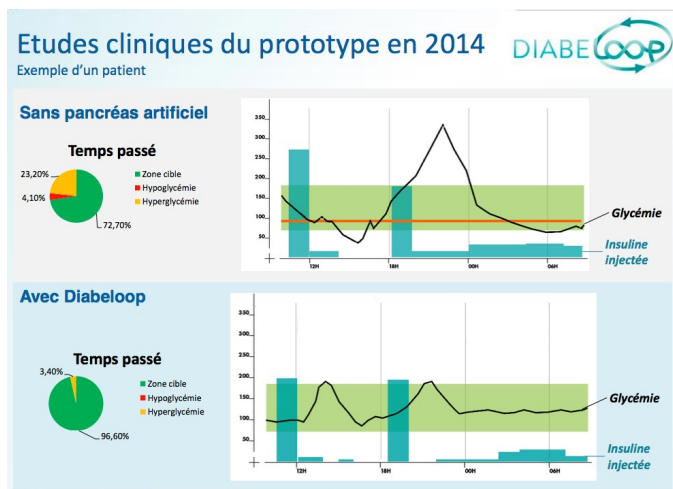 Etudes cliniques du prototype en 2014
Exemple d'un patient
DIABELOOP
Sans pancréas artificiel
Temps passé
23,20%
4,10%
72,70%
Zone cible
Hypoglycémie
Hyperglycémie
350
300
250
200
150
100
50
12H
18H
00H
06H
Glycémie
Insuline
injectée
Avec Diabeloop
Temps passé
3,40%
96,60%
Zone cible
Hypoglycémie
Hyperglycémie
350
300
250
200
150
100
50
12H
18H
00H
06H
Glycémie
Insuline
injectée